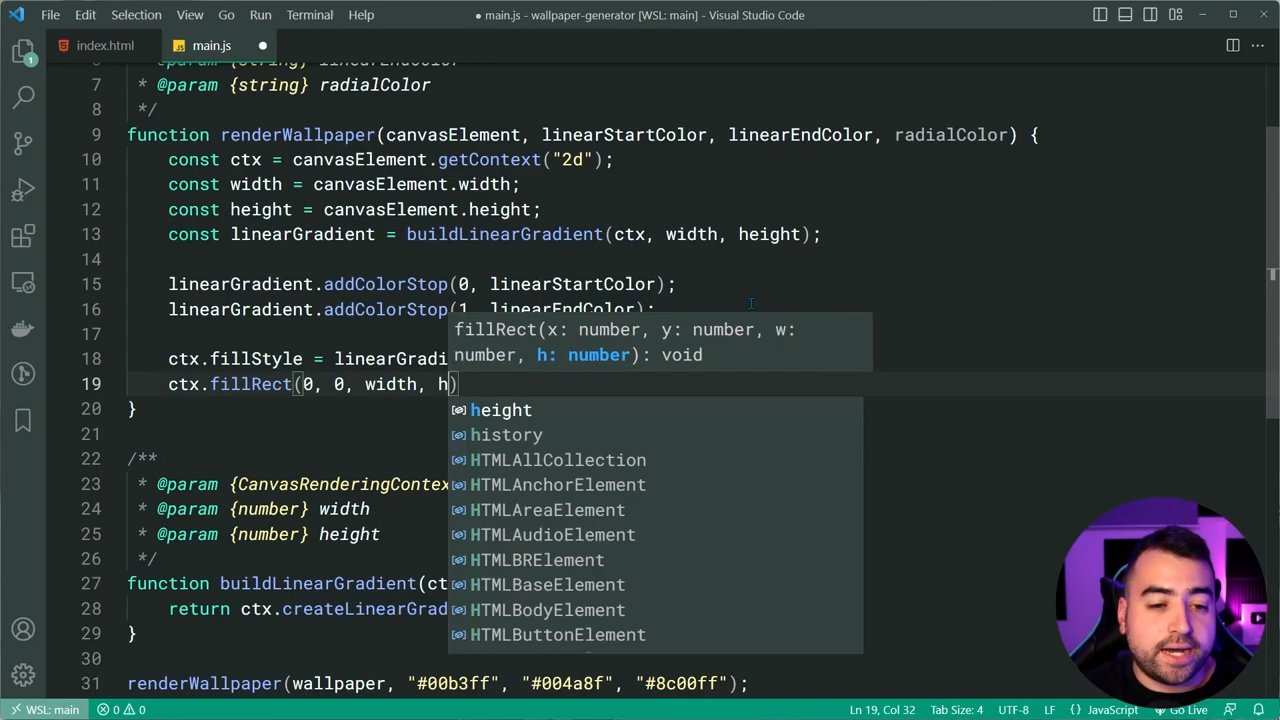 File Edit Selection View Go Run Terminal Help ● main.js - wallpaper-generator [WSL: main] - Visual Studio Code
index.html JS main.js ●
7 * @param {string} radialColor
8 */
9 function renderWallpaper(canvasElement, linearStartColor, linearEndColor, radialColor) {
10 const ctx = canvasElement.getContext("2d");
11 const width = canvasElement.width;
12 const height = canvasElement.height;
13 const linearGradient = buildLinearGradient(ctx, width, height);
14
15 linearGradient.addColorStop(0, linearStartColor);
16 linearGradient.addColorStop(1, linearEndColor);
17
fillRect(x: number, y: number, w:
number, h: number): void
18 ctx.fillStyle = linearGradi
19 ctx.fillRect(0, 0, width, h)
20 }
height
21
history
22 /**
HTMLAllCollection
23 * @param {CanvasRenderingContex
HTMLAnchorElement
24 * @param {number} width
HTMLAreaElement
25 * @param {number} height
HTMLAudioElement
26 */
HTMLBRElement
27 function buildLinearGradient(ct
HTMLBaseElement
28 return ctx.createLinearGrad
HTMLBodyElement
29 }
HTMLButtonElement
30
31 renderWallpaper(wallpaper, "#00b3ff", "#004a8f", "#8c00ff");
WSL: main 0 0 Ln 19, Col 32 Tab Size: 4 UTF-8 LF {} JavaScript Go Live